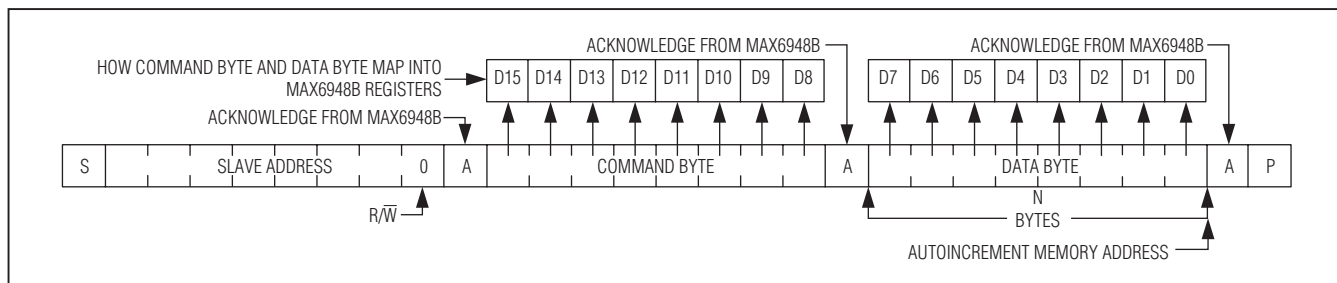 ACKNOWLEDGE FROM MAX6948B
ACKNOWLEDGE FROM MAX6948B
HOW COMMAND BYTE AND DATA BYTE MAP INTO
MAX6948B REGISTERS
D15 D14 D13 D12 D11 D10 D9 D8
D7 D6 D5 D4 D3 D2 D1 D0
ACKNOWLEDGE FROM MAX6948B
S SLAVE ADDRESS 0 A COMMAND BYTE A DATA BYTE A P
R/W̅
N
BYTES
AUTOINCREMENT MEMORY ADDRESS